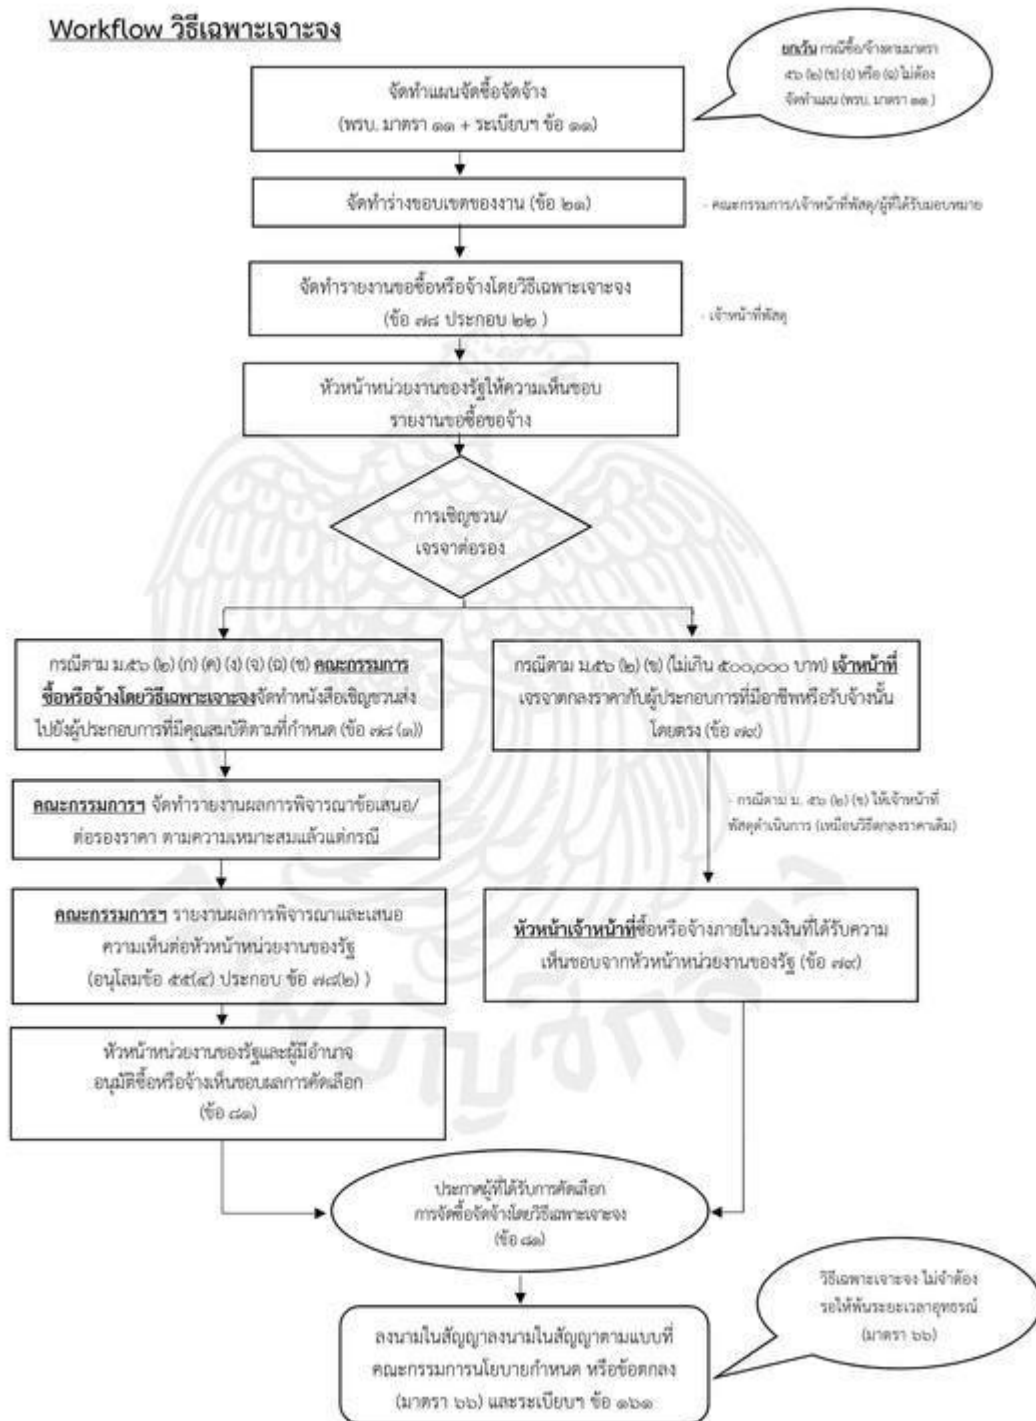 Workflow วิธีเฉพาะเจาะจง
ยกเว้น กรณีซื้อ/จ้างตามมาตรา
๕๖ (๒) (ข) (ง) หรือ (ฉ) ไม่ต้อง
จัดทำแผน (พรบ. มาตรา ๑๑ )
จัดทำแผนจัดซื้อจัดจ้าง
(พรบ. มาตรา ๑๑ + ระเบียบฯ ข้อ ๑๑)
จัดทำร่างขอบเขตของงาน (ข้อ ๒๑)
- คณะกรรมการ/เจ้าหน้าที่พัสดุ/ผู้ที่ได้รับมอบหมาย
จัดทำรายงานขอซื้อหรือจ้างโดยวิธีเฉพาะเจาะจง
(ข้อ ๗๘ ประกอบ ๒๒ )
- เจ้าหน้าที่พัสดุ
หัวหน้าหน่วยงานของรัฐให้ความเห็นชอบ
รายงานขอซื้อขอจ้าง
การเชิญชวน/
เจรจาต่อรอง
กรณีตาม ม.๕๖ (๒) (ก) (ค) (ง) (จ) (ฉ) (ช) คณะกรรมการ
ซื้อหรือจ้างโดยวิธีเฉพาะเจาะจงจัดทำหนังสือเชิญชวนส่ง
ไปยังผู้ประกอบการที่มีคุณสมบัติตามที่กำหนด (ข้อ ๗๘ (๑))
กรณีตาม ม.๕๖ (๒) (ข) (ไม่เกิน ๕๐๐,๐๐๐ บาท) เจ้าหน้าที่
เจรจาตกลงราคากับผู้ประกอบการที่มีอาชีพหรือรับจ้างนั้น
โดยตรง (ข้อ ๗๙)
คณะกรรมการฯ จัดทำรายงานผลการพิจารณาข้อเสนอ/
ต่อรองราคา ตามความเหมาะสมแล้วแต่กรณี
- กรณีตาม ม. ๕๖ (๒) (ข) ให้เจ้าหน้าที่
พัสดุดำเนินการ (เหมือนวิธีตกลงราคาเดิม)
คณะกรรมการฯ รายงานผลการพิจารณาและเสนอ
ความเห็นต่อหัวหน้าหน่วยงานของรัฐ
(อนุโลมข้อ ๕๕(๔) ประกอบ ข้อ ๗๘(๒) )
หัวหน้าเจ้าหน้าที่ซื้อหรือจ้างภายในวงเงินที่ได้รับความ
เห็นชอบจากหัวหน้าหน่วยงานของรัฐ (ข้อ ๗๙)
หัวหน้าหน่วยงานของรัฐและผู้มีอำนาจ
อนุมัติซื้อหรือจ้างเห็นชอบผลการคัดเลือก
(ข้อ ๘๑)
ประกาศผู้ที่ได้รับการคัดเลือก
การจัดซื้อจัดจ้างโดยวิธีเฉพาะเจาะจง
(ข้อ ๘๑)
วิธีเฉพาะเจาะจง ไม่จำต้อง
รอให้พ้นระยะเวลาอุทธรณ์
(มาตรา ๖๖)
ลงนามในสัญญาลงนามในสัญญาตามแบบที่
คณะกรรมการนโยบายกำหนด หรือข้อตกลง
(มาตรา ๖๖) และระเบียบฯ ข้อ ๑๖๑